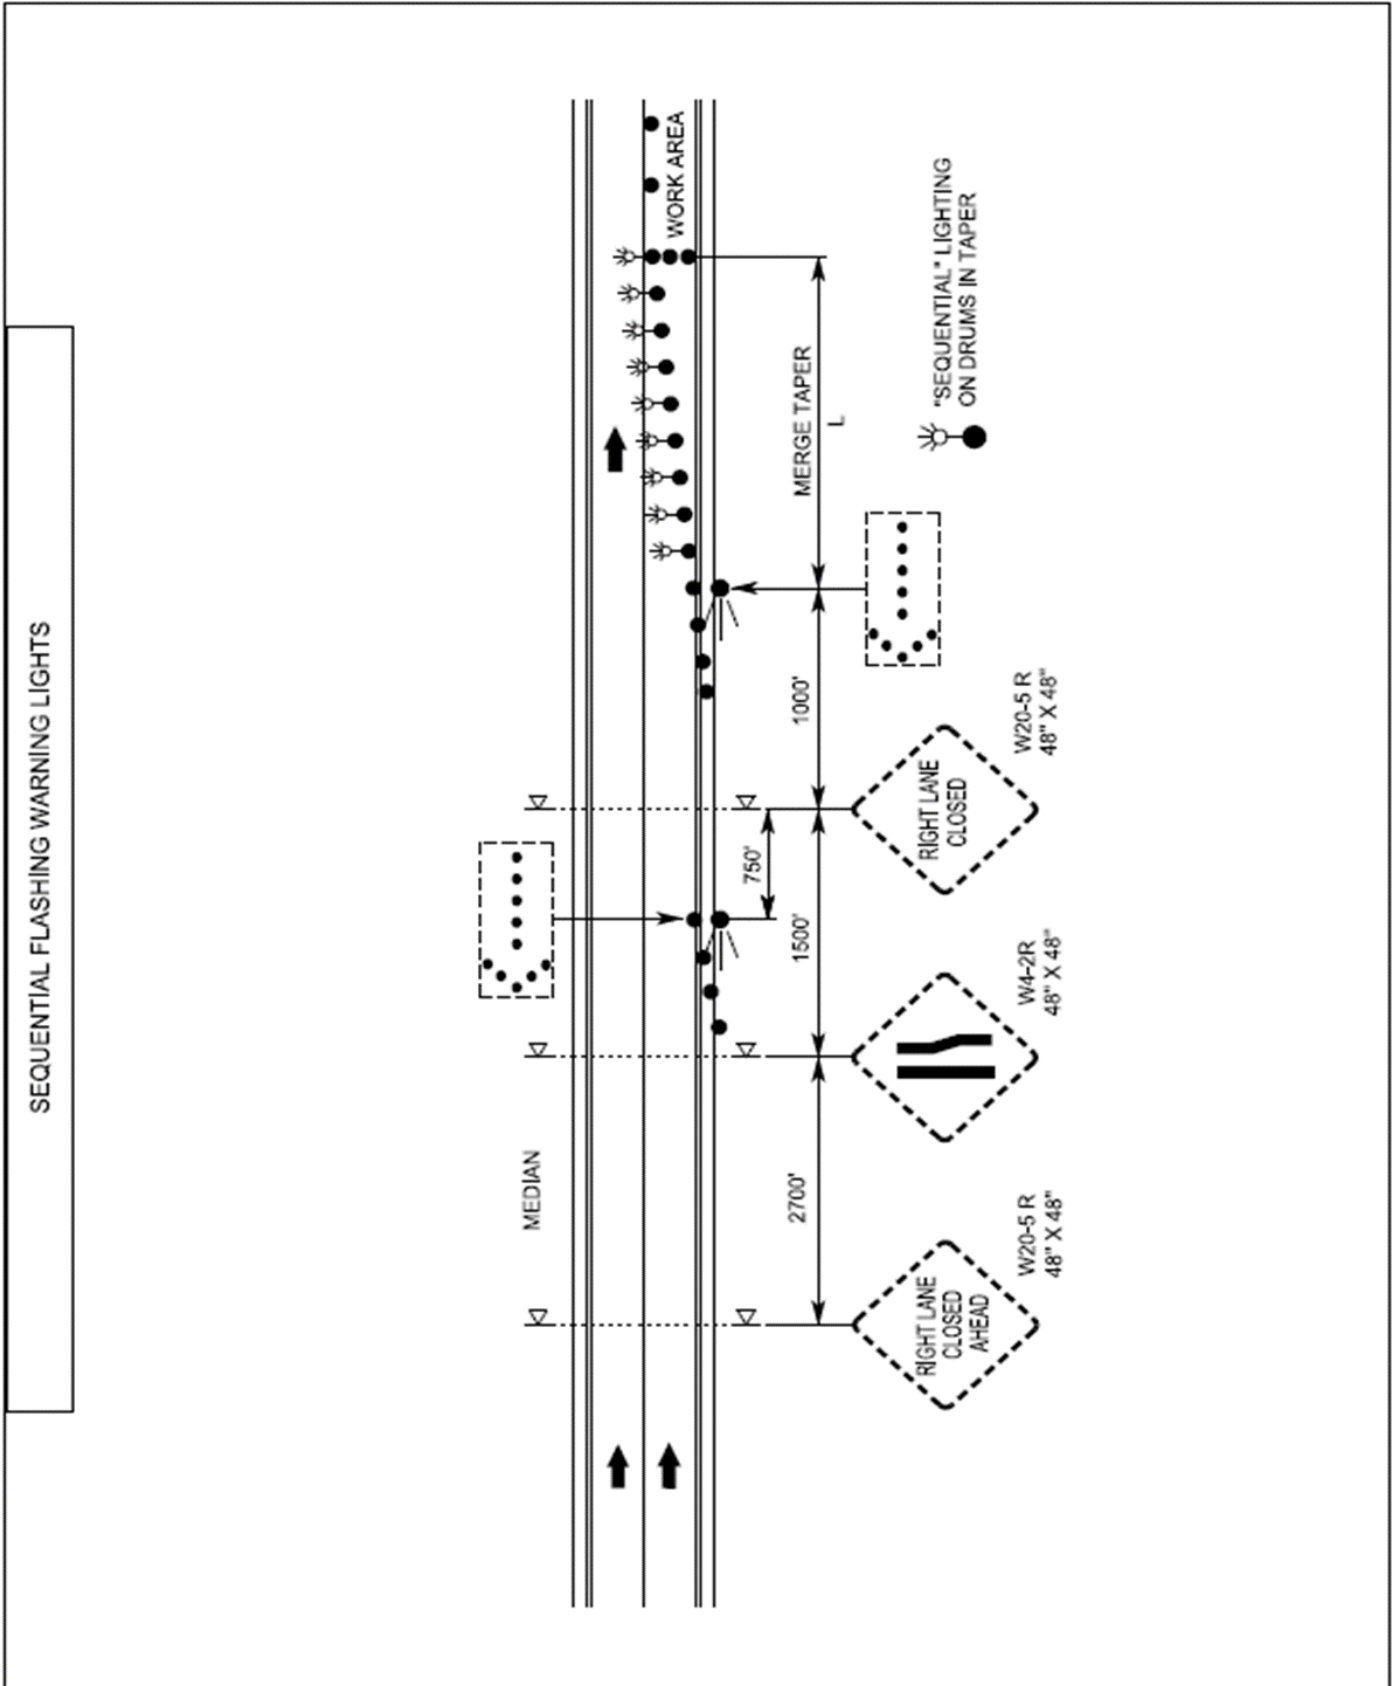 SEQUENTIAL FLASHING WARNING LIGHTS
MEDIAN
WORK AREA
2700'
1500'
750'
1000'
MERGE TAPER
L
RIGHT LANE
CLOSED
AHEAD
W20-5 R
48" X 48"
W4-2R
48" X 48"
RIGHT LANE
CLOSED
W20-5 R
48" X 48"
"SEQUENTIAL" LIGHTING
ON DRUMS IN TAPER